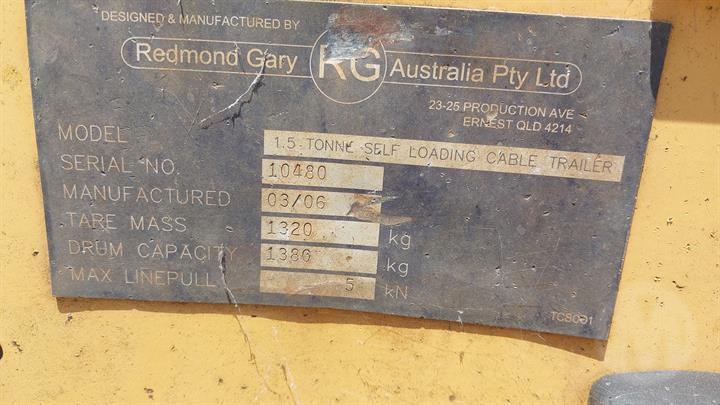 DESIGNED & MANUFACTURED BY
Redmond Gary RG Australia Pty Ltd
23-25 PRODUCTION AVE
ERNEST QLD 4214
MODEL 1.5 TONNE SELF LOADING CABLE TRAILER
SERIAL NO. 10480
MANUFACTURED 03/06
TARE MASS 1320 kg
DRUM CAPACITY 1380 kg
MAX LINEPULL 5 kN